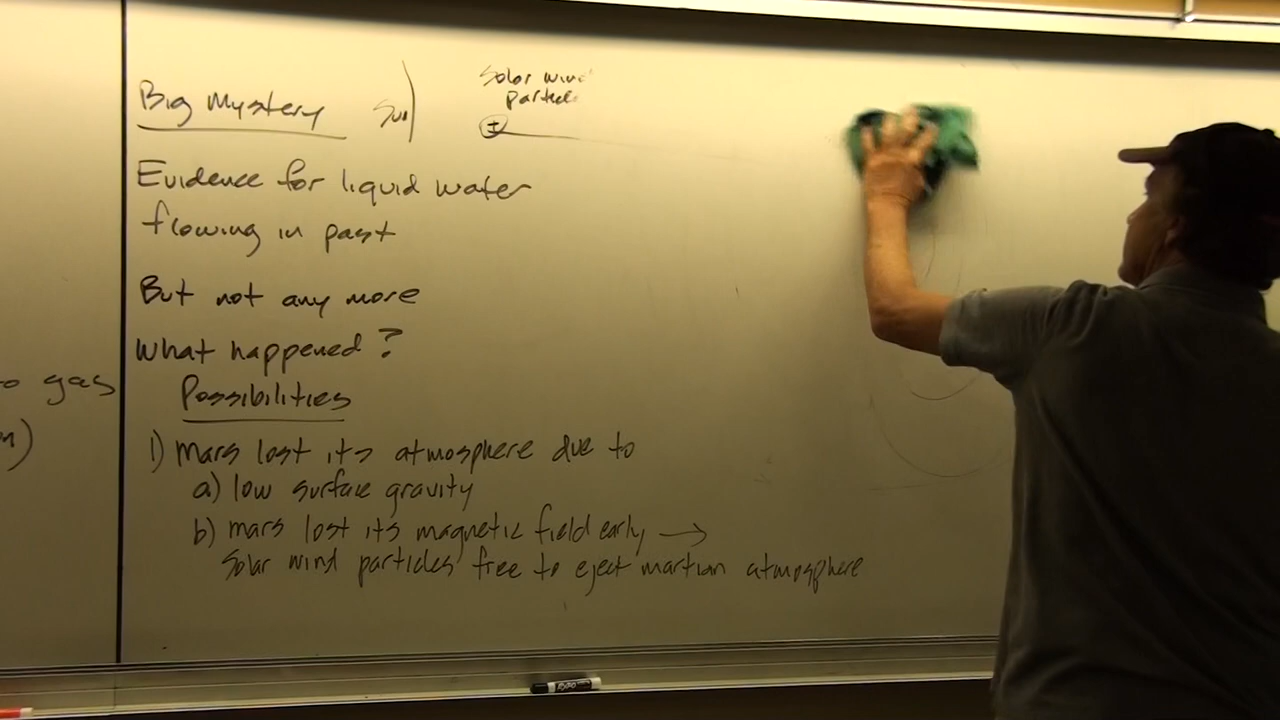 Big Mystery
Sun
Solar wind
particle
±
Evidence for liquid water
flowing in past
But not any more
What happened?
Possibilities
gas
1) Mars lost its atmosphere due to
a) low surface gravity
b) mars lost its magnetic field early →
Solar wind particles free to eject martian atmosphere
EXPO